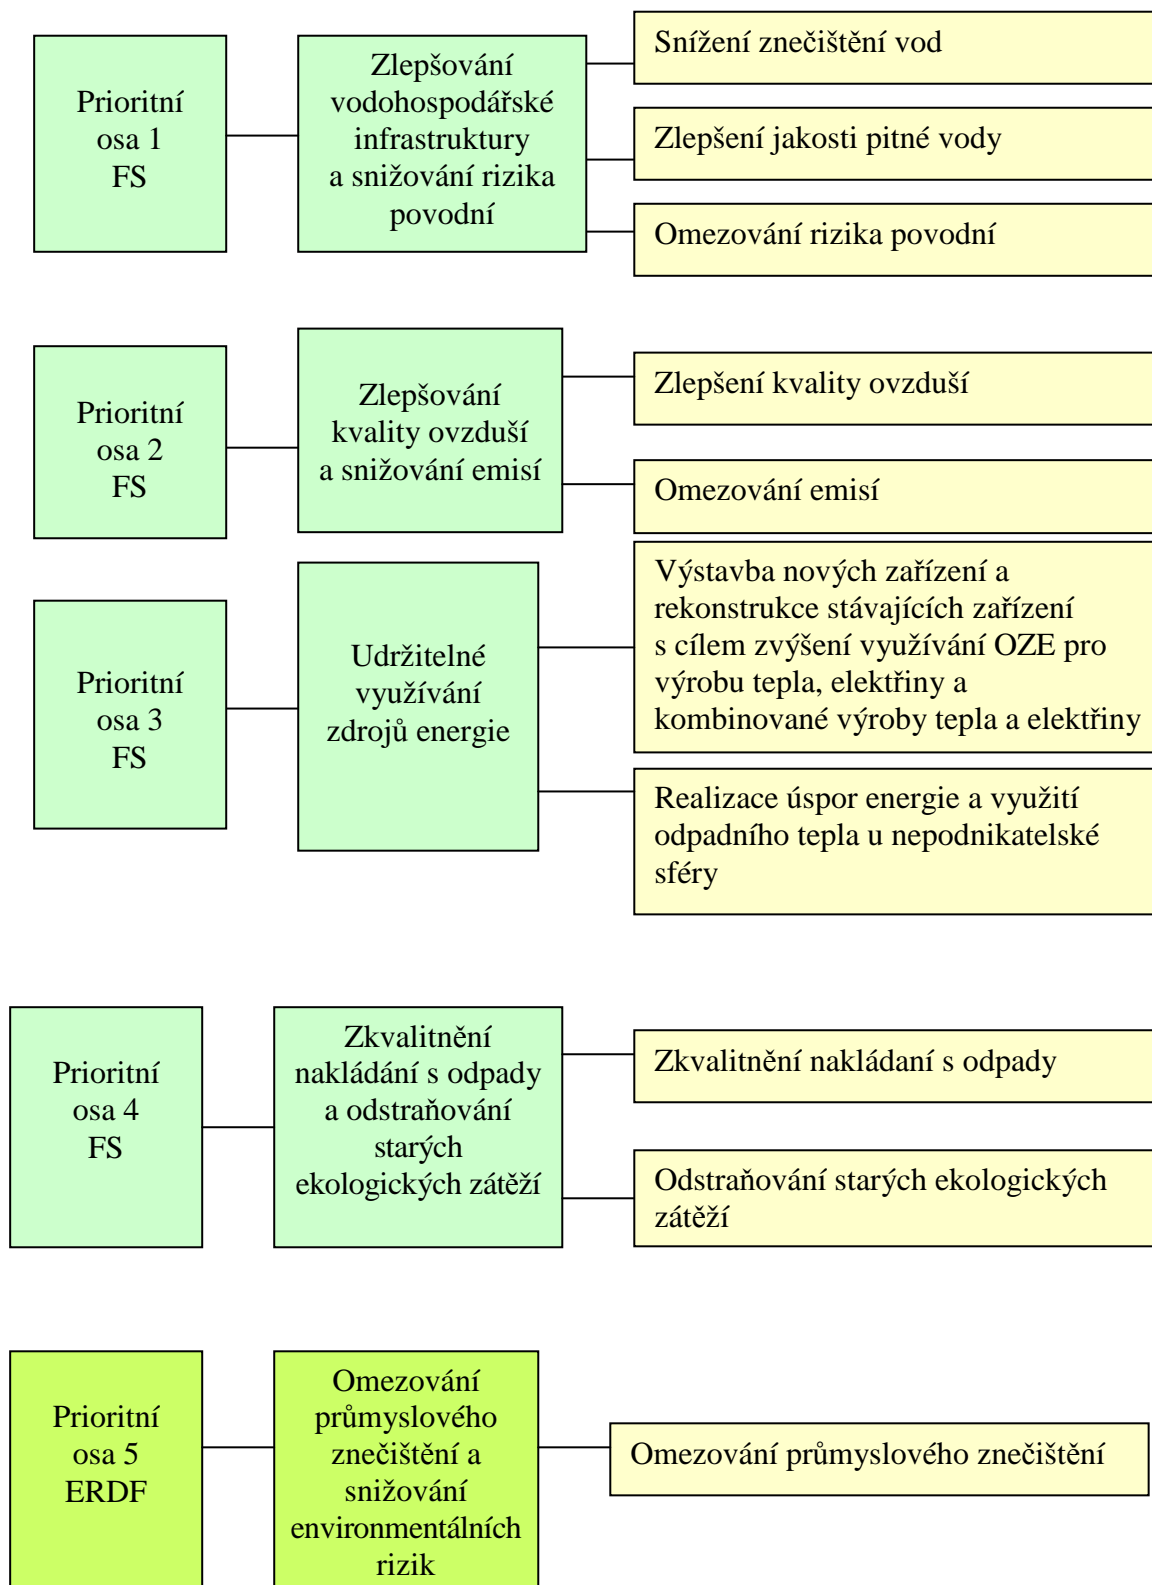 Prioritní
osa 1
FS
Zlepšování
vodohospodářské
infrastruktury
a snižování rizika
povodní
Snížení znečištění vod
Zlepšení jakosti pitné vody
Omezování rizika povodní
Prioritní
osa 2
FS
Zlepšování
kvality ovzduší
a snižování emisí
Zlepšení kvality ovzduší
Omezování emisí
Prioritní
osa 3
FS
Udržitelné
využívání
zdrojů energie
Výstavba nových zařízení a
rekonstrukce stávajících zařízení
s cílem zvýšení využívání OZE pro
výrobu tepla, elektřiny a
kombinované výroby tepla a elektřiny
Realizace úspor energie a využití
odpadního tepla u nepodnikatelské
sféry
Prioritní
osa 4
FS
Zkvalitnění
nakládání s odpady
a odstraňování
starých
ekologických zátěží
Zkvalitnění nakládaní s odpady
Odstraňování starých ekologických
zátěží
Prioritní
osa 5
ERDF
Omezování
průmyslového
znečištění a
snižování
environmentálních
rizik
Omezování průmyslového znečištění